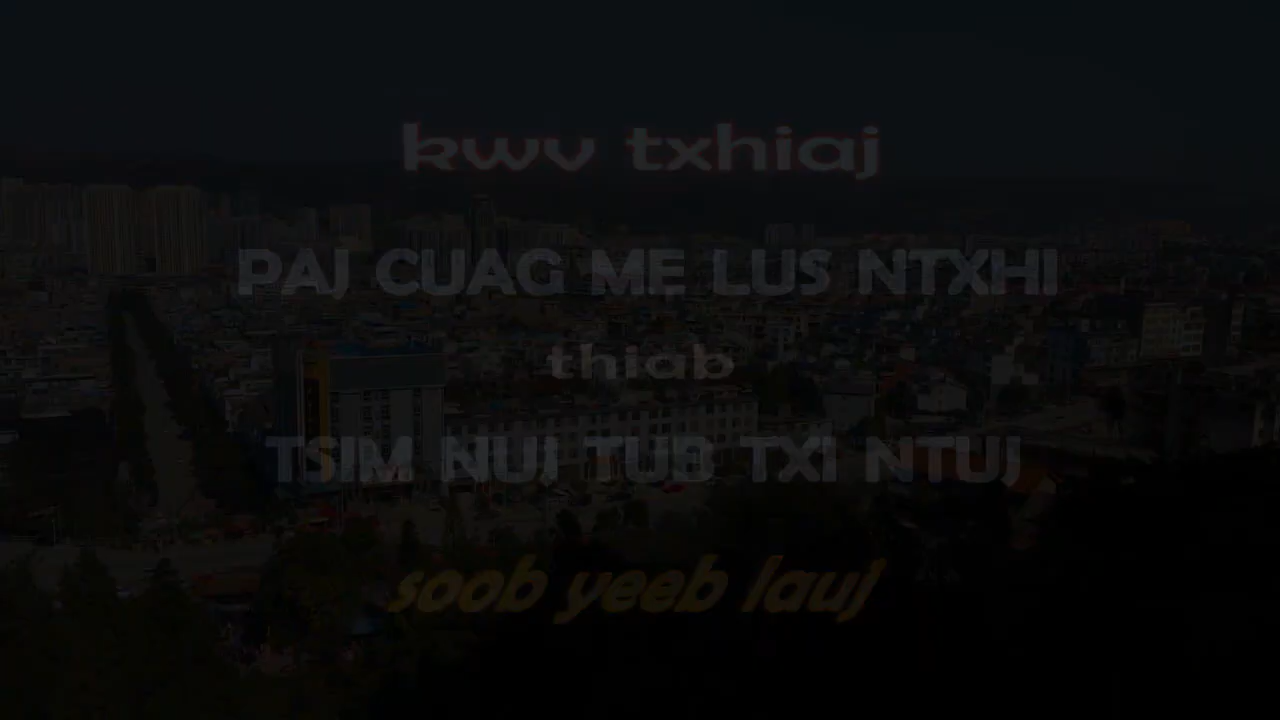 kwv txhiaj
PAJ CUAG ME LUS NTXHI
thiab
TSIM NUJ TUB TXI NTUJ
soob yeeb lauj